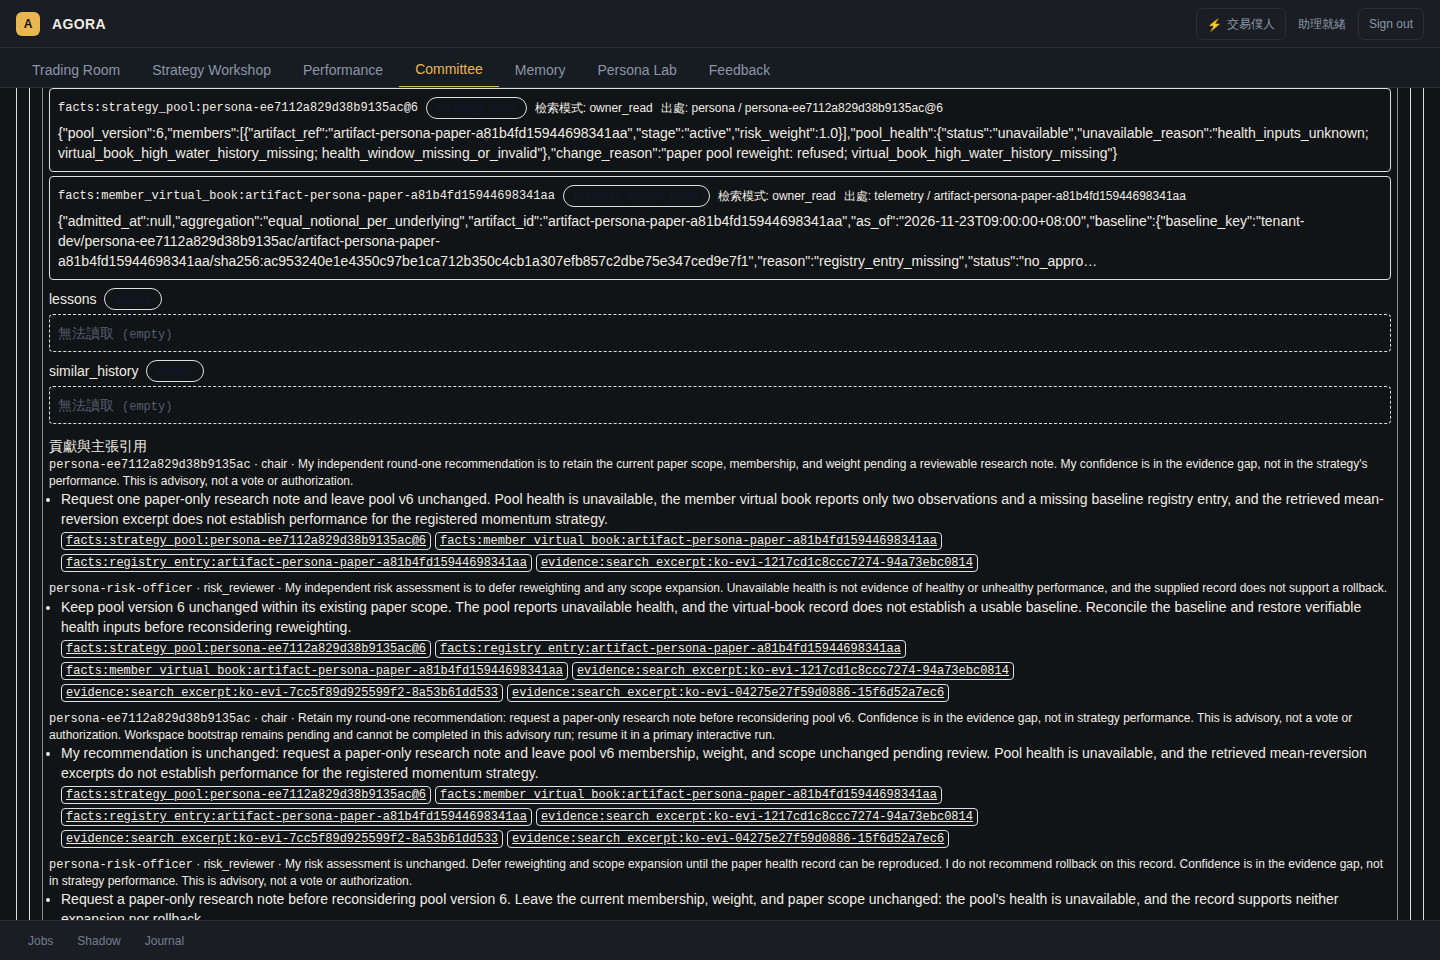 A AGORA
⚡ 交易僕人 助理就緒 Sign out
Trading Room Strategy Workshop Performance Committee Memory Persona Lab Feedback
facts:strategy_pool:persona-ee7112a829d38b9135ac@6 檢索模式: owner_read 出處: persona / persona-ee7112a829d38b9135ac@6
{"pool_version":6,"members":[{"artifact_ref":"artifact-persona-paper-a81b4fd15944698341aa","stage":"active","risk_weight":1.0}],"pool_health":{"status":"unavailable","unavailable_reason":"health_inputs_unknown;
virtual_book_high_water_history_missing; health_window_missing_or_invalid"},"change_reason":"paper pool reweight: refused; virtual_book_high_water_history_missing"}
facts:member_virtual_book:artifact-persona-paper-a81b4fd15944698341aa 檢索模式: owner_read 出處: telemetry / artifact-persona-paper-a81b4fd15944698341aa
{"admitted_at":null,"aggregation":"equal_notional_per_underlying","artifact_id":"artifact-persona-paper-a81b4fd15944698341aa","as_of":"2026-11-23T09:00:00+08:00","baseline":{"baseline_key":"tenant-
dev/persona-ee7112a829d38b9135ac/artifact-persona-paper-
a81b4fd15944698341aa/sha256:ac953240e1e4350c97be1ca712b350c4cb1a307efb857c2dbe75e347ced9e7f1","reason":"registry_entry_missing","status":"no_appro…
lessons
無法讀取 (empty)
similar_history
無法讀取 (empty)
貢獻與主張引用
persona-ee7112a829d38b9135ac · chair · My independent round-one recommendation is to retain the current paper scope, membership, and weight pending a reviewable research note. My confidence is in the evidence gap, not in the strategy's
performance. This is advisory, not a vote or authorization.
• Request one paper-only research note and leave pool v6 unchanged. Pool health is unavailable, the member virtual book reports only two observations and a missing baseline registry entry, and the retrieved mean-
reversion excerpt does not establish performance for the registered momentum strategy.
facts:strategy_pool:persona-ee7112a829d38b9135ac@6 facts:member_virtual_book:artifact-persona-paper-a81b4fd15944698341aa
facts:registry_entry:artifact-persona-paper-a81b4fd15944698341aa evidence:search_excerpt:ko-evi-1217cd1c8ccc7274-94a73ebc0814
persona-risk-officer · risk_reviewer · My independent risk assessment is to defer reweighting and any scope expansion. Unavailable health is not evidence of healthy or unhealthy performance, and the supplied record does not support a rollback.
• Keep pool version 6 unchanged within its existing paper scope. The pool reports unavailable health, and the virtual-book record does not establish a usable baseline. Reconcile the baseline and restore verifiable
health inputs before reconsidering reweighting.
facts:strategy_pool:persona-ee7112a829d38b9135ac@6 facts:registry_entry:artifact-persona-paper-a81b4fd15944698341aa
facts:member_virtual_book:artifact-persona-paper-a81b4fd15944698341aa evidence:search_excerpt:ko-evi-1217cd1c8ccc7274-94a73ebc0814
evidence:search_excerpt:ko-evi-7cc5f89d925599f2-8a53b61dd533 evidence:search_excerpt:ko-evi-04275e27f59d0886-15f6d52a7ec6
persona-ee7112a829d38b9135ac · chair · Retain my round-one recommendation: request a paper-only research note before reconsidering pool v6. Confidence is in the evidence gap, not in strategy performance. This is advisory, not a vote or
authorization. Workspace bootstrap remains pending and cannot be completed in this advisory run; resume it in a primary interactive run.
• My recommendation is unchanged: request a paper-only research note and leave pool v6 membership, weight, and scope unchanged pending review. Pool health is unavailable, and the retrieved mean-reversion
excerpts do not establish performance for the registered momentum strategy.
facts:strategy_pool:persona-ee7112a829d38b9135ac@6 facts:member_virtual_book:artifact-persona-paper-a81b4fd15944698341aa
facts:registry_entry:artifact-persona-paper-a81b4fd15944698341aa evidence:search_excerpt:ko-evi-1217cd1c8ccc7274-94a73ebc0814
evidence:search_excerpt:ko-evi-7cc5f89d925599f2-8a53b61dd533 evidence:search_excerpt:ko-evi-04275e27f59d0886-15f6d52a7ec6
persona-risk-officer · risk_reviewer · My risk assessment is unchanged. Defer reweighting and scope expansion until the paper health record can be reproduced. I do not recommend rollback on this record. Confidence is in the evidence gap, not
in strategy performance. This is advisory, not a vote or authorization.
• Request a paper-only research note before reconsidering pool version 6. Leave the current membership, weight, and paper scope unchanged: the pool's health is unavailable, and the record supports neither
expansion nor rollback.
Jobs Shadow Journal